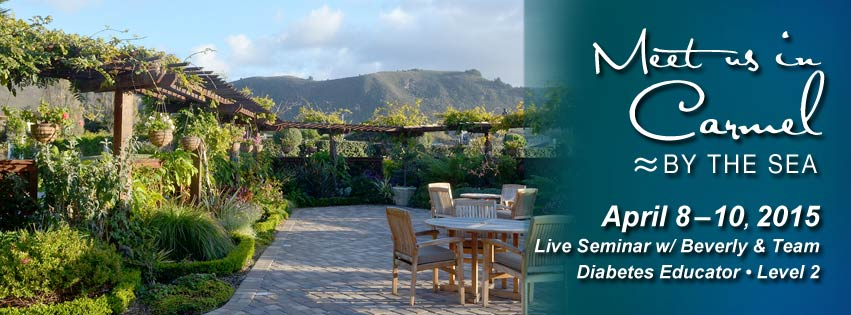 Meet us in
Carmel
≈ BY THE SEA
April 8–10, 2015
Live Seminar w/ Beverly & Team
Diabetes Educator • Level 2